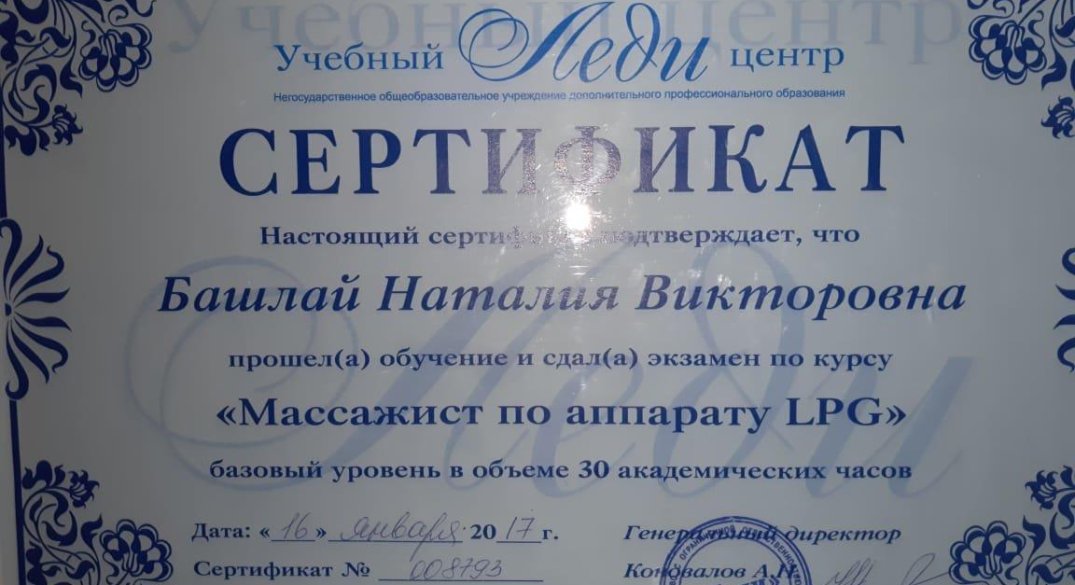 Учебный Леди центр
Негосударственное общеобразовательное учреждение дополнительного профессионального образования
СЕРТИФИКАТ
Настоящий сертификат подтверждает, что
Башлай Наталия Викторовна
прошел(а) обучение и сдал(а) экзамен по курсу
«Массажист по аппарату LPG»
базовый уровень в объеме 30 академических часов
Дата: «16» января 2017 г. Генеральный директор
Сертификат № 008793 Коновалов А.